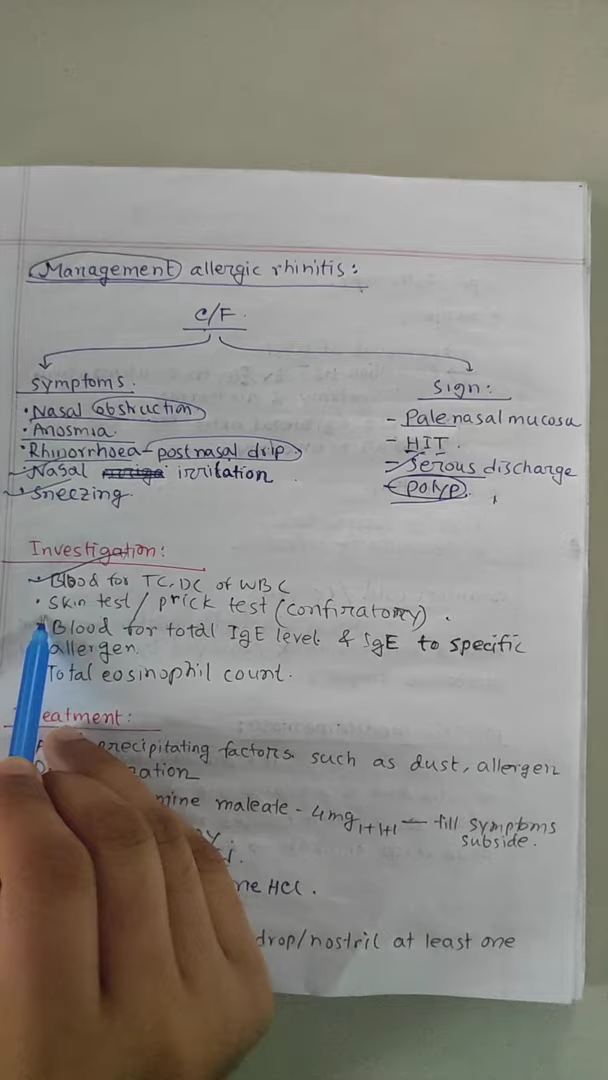 Management allergic rhinitis:
C/F.
Symptoms.
• Nasal obstruction
• Anosmia.
• Rhinorrhoea - postnasal drip
- Nasal irritation
- Sneezing.
Sign:
- Pale nasal mucosa
- HIT.
- Serous discharge
- Polyp.
Investigation:
- Blood for TC, DC of WBC
• Skin test / prick test (confiratory).
Blood for total IgE level & IgE to specific
allergen.
Total eosinophil count.
eatment:
precipitating factors such as dust, allergen
ation
mine maleate - 4mg 1+1+1 - till symptoms
subside.
ne HCl.
drop/nostril at least one